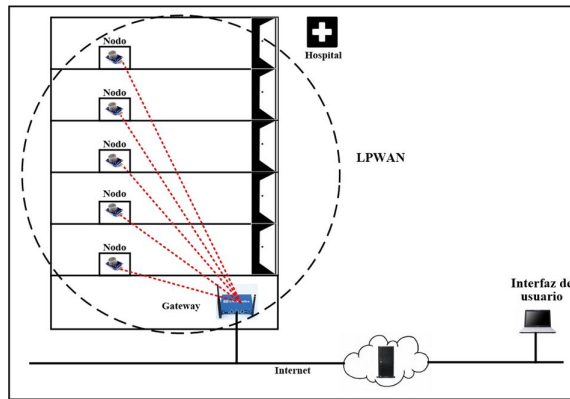 Nodo
Hospital
Nodo
Nodo
LPWAN
Nodo
Nodo
Gateway
Interfaz de
usuario
Internet